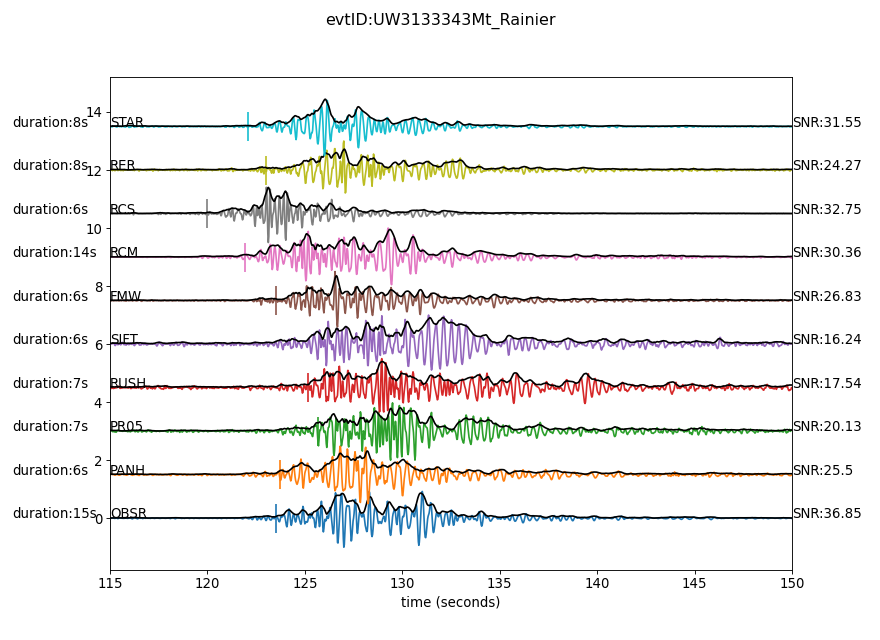 evtID:UW3133343Mt_Rainier
14
duration:8s STAR SNR:31.55
duration:8s 12 RER SNR:24.27
duration:6s RCS SNR:32.75
10
duration:14s RCM SNR:30.36
8
duration:6s FMW SNR:26.83
duration:6s 6 SIFT SNR:16.24
duration:7s RUSH SNR:17.54
4
duration:7s PR05 SNR:20.13
2
duration:6s PANH SNR:25.5
duration:15s 0 OBSR SNR:36.85
115 120 125 130 135 140 145 150
time (seconds)